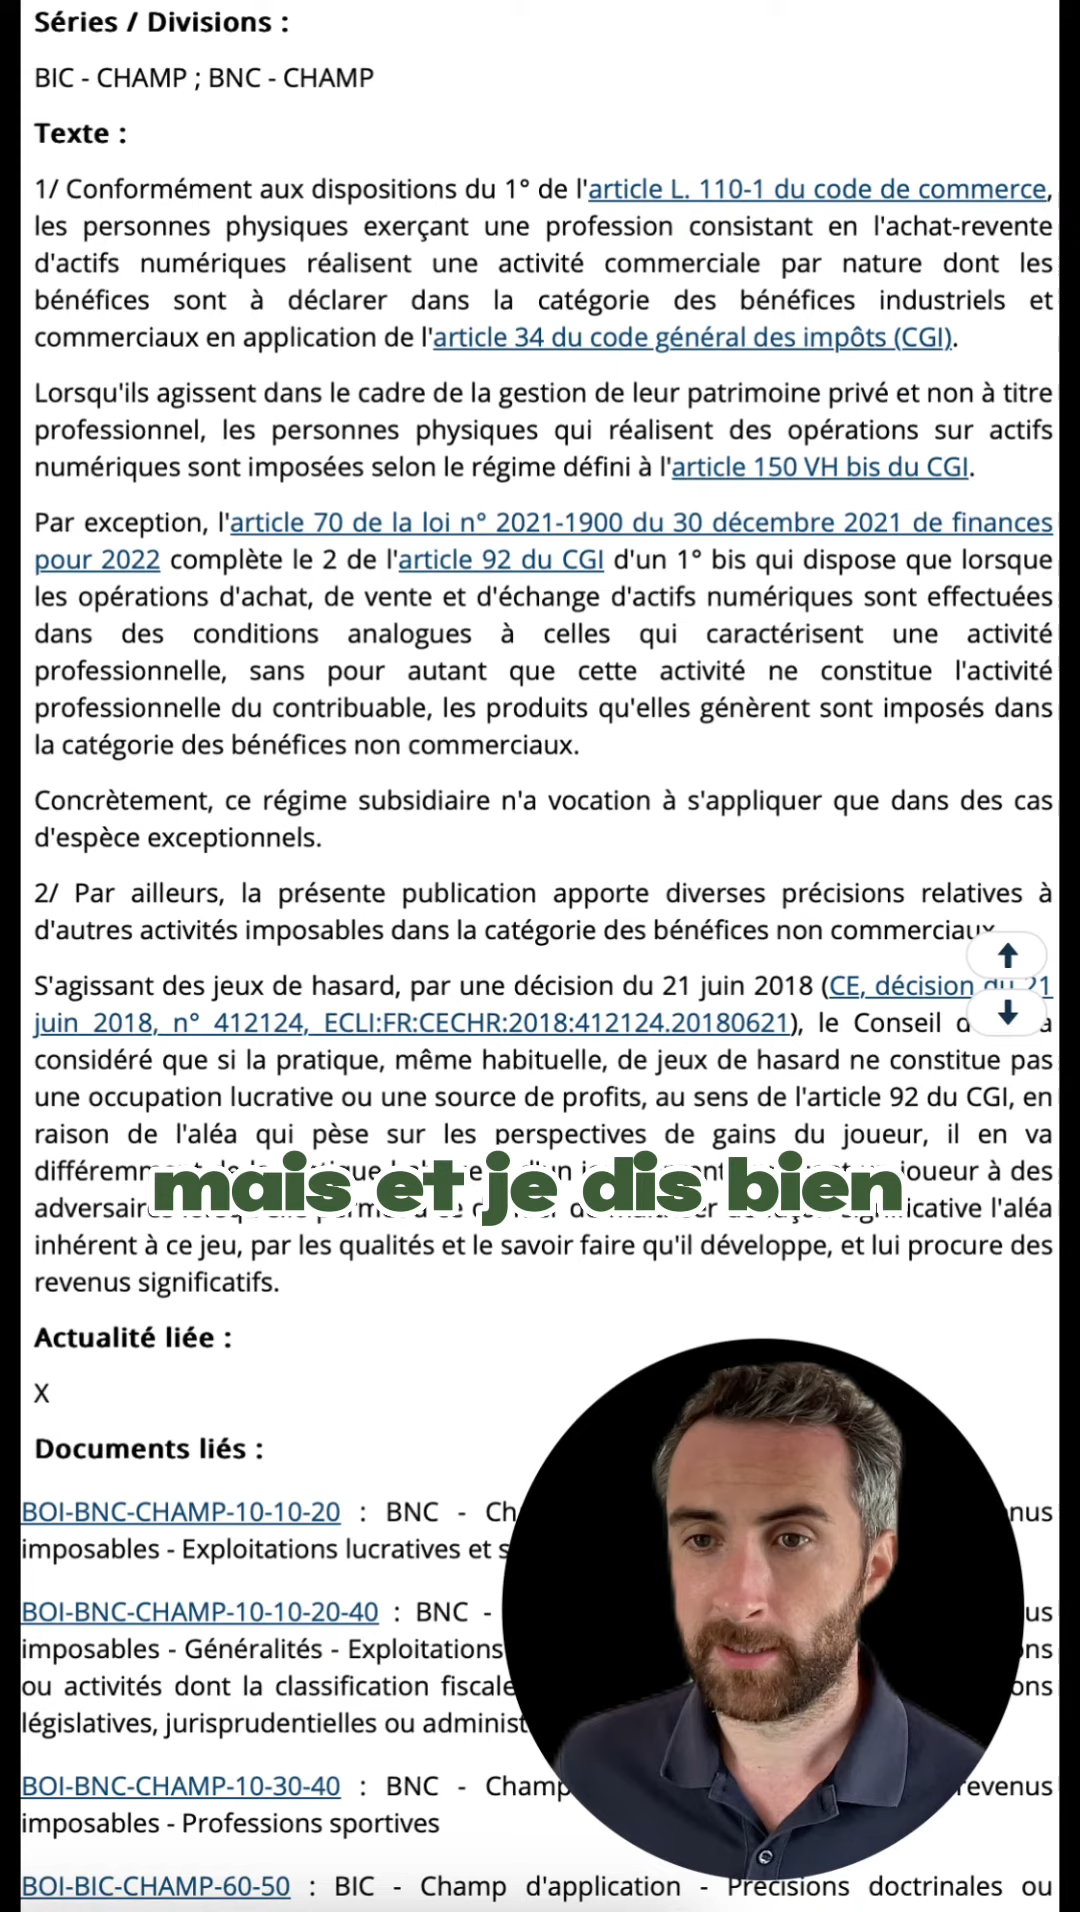 Séries / Divisions :
BIC - CHAMP ; BNC - CHAMP
Texte :
1/ Conformément aux dispositions du 1° de l'article L. 110-1 du code de commerce,
les personnes physiques exerçant une profession consistant en l'achat-revente
d'actifs numériques réalisent une activité commerciale par nature dont les
bénéfices sont à déclarer dans la catégorie des bénéfices industriels et
commerciaux en application de l'article 34 du code général des impôts (CGI).
Lorsqu'ils agissent dans le cadre de la gestion de leur patrimoine privé et non à titre
professionnel, les personnes physiques qui réalisent des opérations sur actifs
numériques sont imposées selon le régime défini à l'article 150 VH bis du CGI.
Par exception, l'article 70 de la loi n° 2021-1900 du 30 décembre 2021 de finances
pour 2022 complète le 2 de l'article 92 du CGI d'un 1° bis qui dispose que lorsque
les opérations d'achat, de vente et d'échange d'actifs numériques sont effectuées
dans des conditions analogues à celles qui caractérisent une activité
professionnelle, sans pour autant que cette activité ne constitue l'activité
professionnelle du contribuable, les produits qu'elles génèrent sont imposés dans
la catégorie des bénéfices non commerciaux.
Concrètement, ce régime subsidiaire n'a vocation à s'appliquer que dans des cas
d'espèce exceptionnels.
2/ Par ailleurs, la présente publication apporte diverses précisions relatives à
d'autres activités imposables dans la catégorie des bénéfices non commerciaux
S'agissant des jeux de hasard, par une décision du 21 juin 2018 (CE, décision du 21
juin 2018, n° 412124, ECLI:FR:CECHR:2018:412124.20180621), le Conseil
considéré que si la pratique, même habituelle, de jeux de hasard ne constitue pas
une occupation lucrative ou une source de profits, au sens de l'article 92 du CGI, en
raison de l'aléa qui pèse sur les perspectives de gains du joueur, il en va
joueur à des
mais et je dis bien
l'aléa
inhérent à ce jeu, par les qualités et le savoir faire qu'il développe, et lui procure des
revenus significatifs.
Actualité liée :
X
Documents liés :
BOI-BNC-CHAMP-10-10-20 : BNC -
imposables - Exploitations lucratives et
BOI-BNC-CHAMP-10-10-20-40 : BNC -
imposables - Généralités - Exploitations
ou activités dont la classification fiscale
législatives, jurisprudentielles ou
BOI-BNC-CHAMP-10-30-40 : BNC - Champ revenus
imposables - Professions sportives
BOI-BIC-CHAMP-60-50 : BIC - Champ d'application - Précisions doctrinales ou